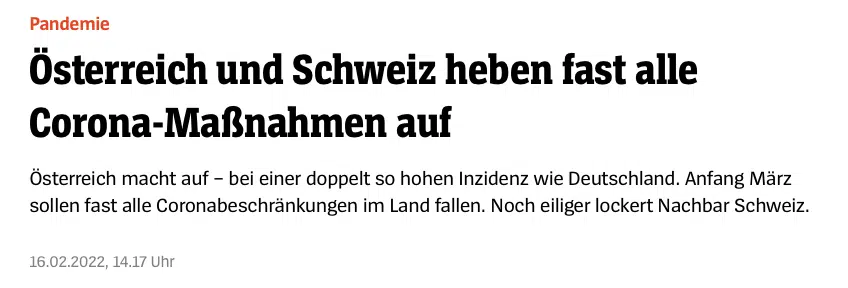 Pandemie
Österreich und Schweiz heben fast alle
Corona-Maßnahmen auf
Österreich macht auf – bei einer doppelt so hohen Inzidenz wie Deutschland. Anfang März
sollen fast alle Coronabeschränkungen im Land fallen. Noch eiliger lockert Nachbar Schweiz.
16.02.2022, 14.17 Uhr